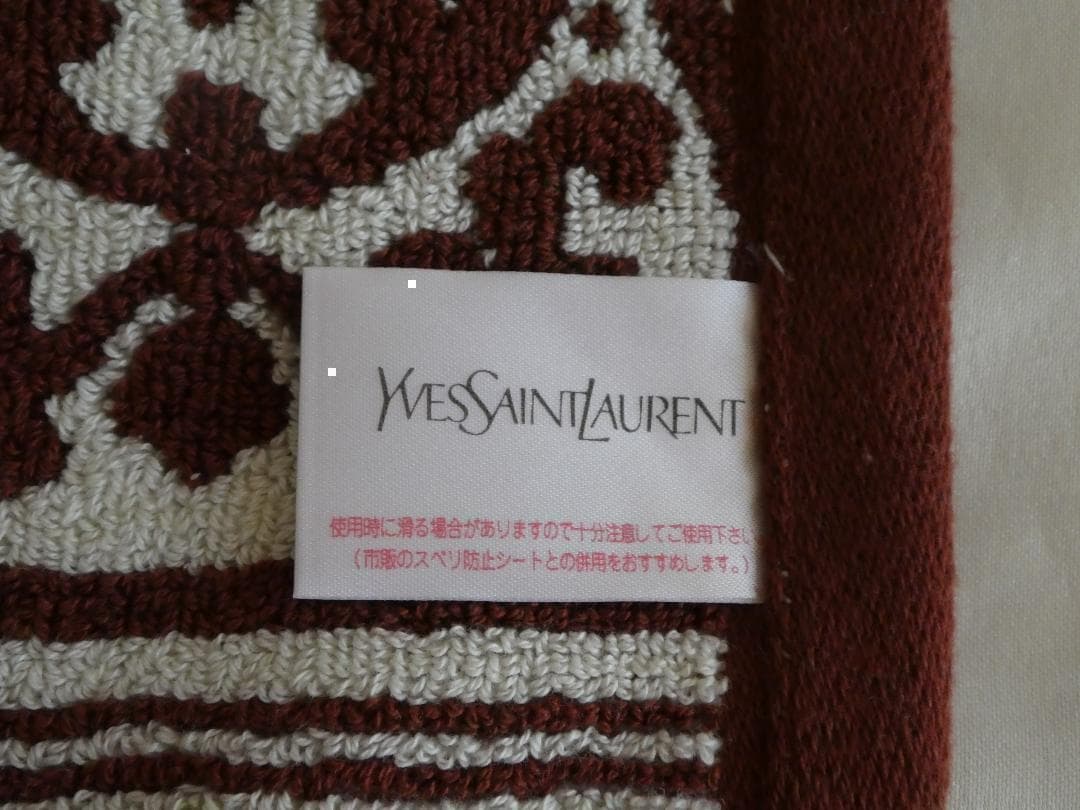 YVESSAINTLAURENT
使用時に滑る場合がありますので十分注意してご使用下さい
(市販のスベリ防止シートとの併用をおすすめします。)